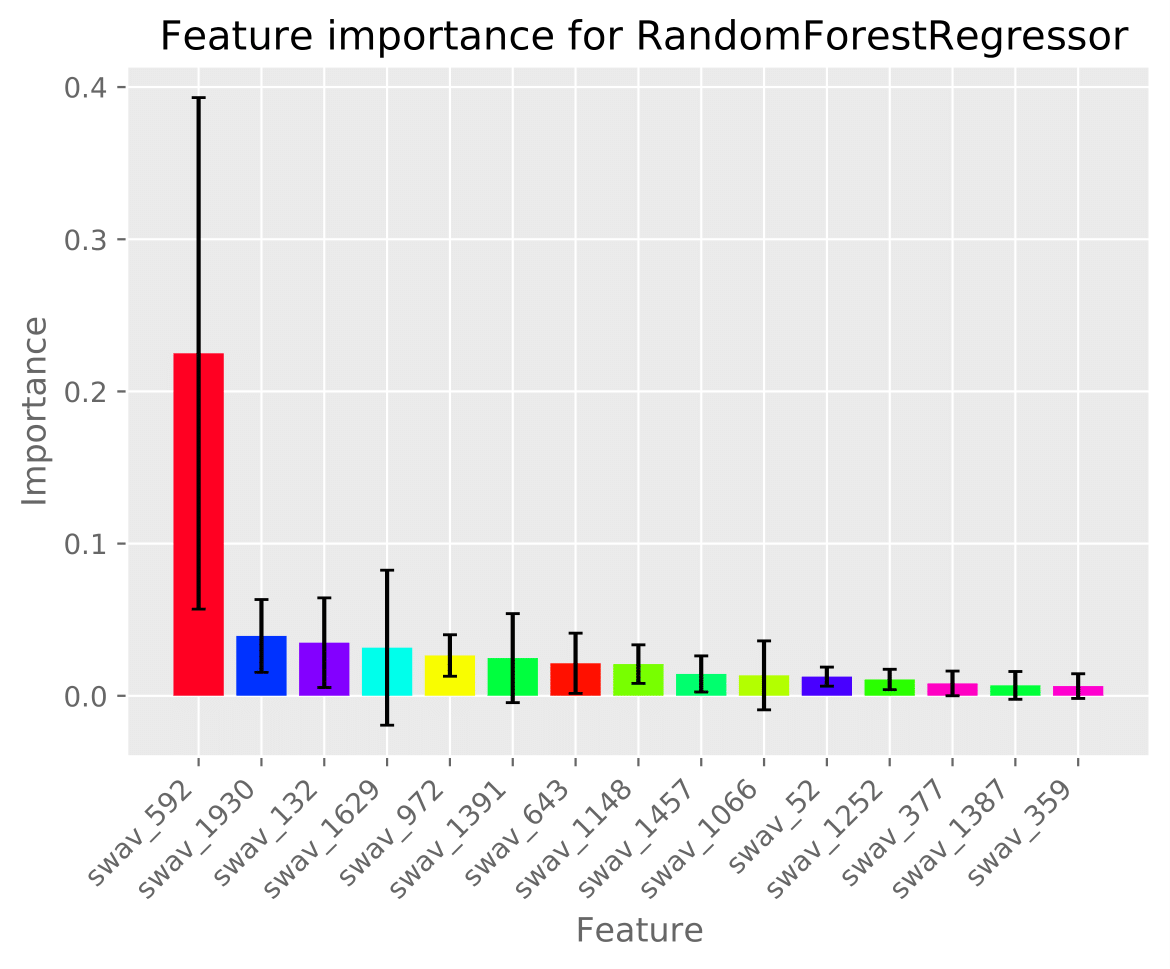 Feature importance for RandomForestRegressor
Importance
0.4
0.3
0.2
0.1
0.0
swav_592
swav_1930
swav_132
swav_1629
swav_972
swav_1391
swav_643
swav_1148
swav_1457
swav_1066
swav_52
swav_1252
swav_377
swav_1387
swav_359
Feature